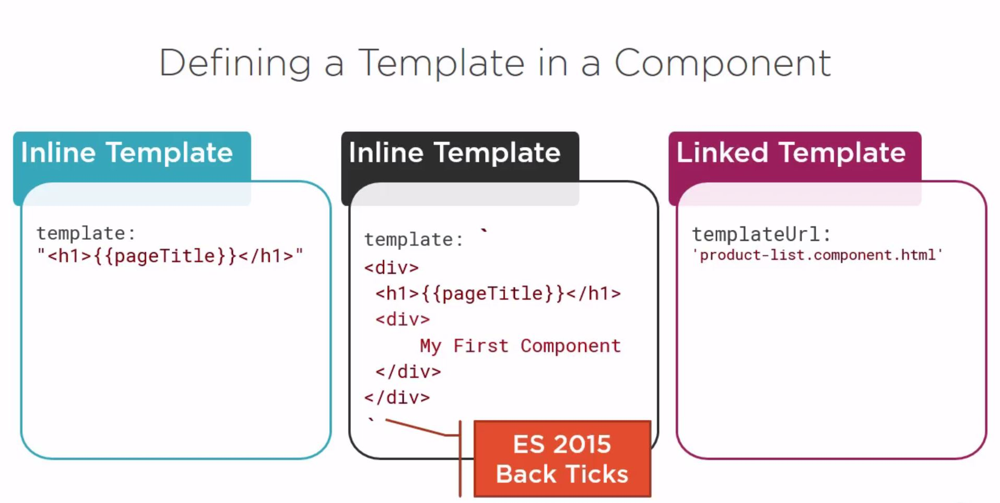 Defining a Template in a Component
Inline Template
template:
"<h1>{{pageTitle}}</h1>"
Inline Template
template: `
<div>
<h1>{{pageTitle}}</h1>
<div>
My First Component
</div>
</div>
`
ES 2015
Back Ticks
Linked Template
templateUrl:
'product-list.component.html'